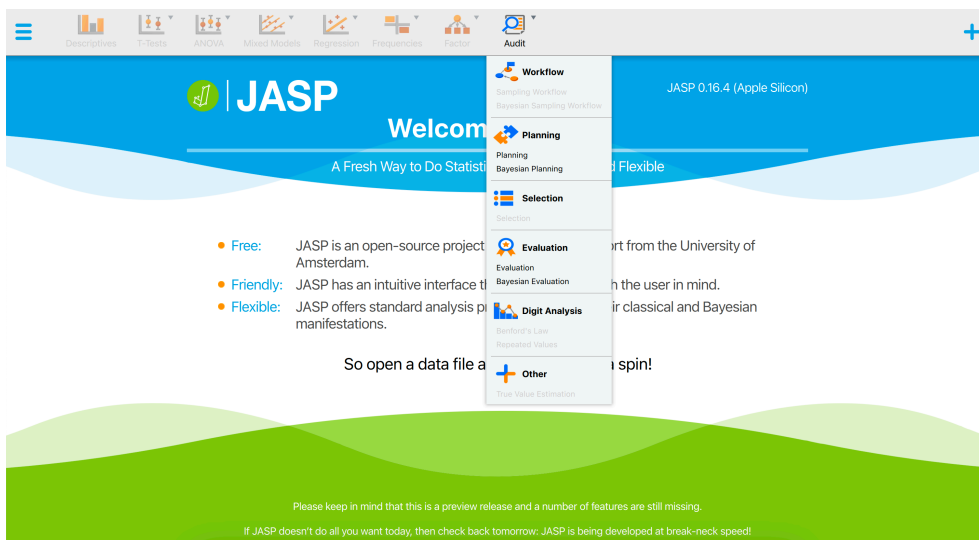 Descriptives T-Tests ANOVA Mixed Models Regression Frequencies Factor Audit
JASP
JASP 0.16.4 (Apple Silicon)
Welcom
A Fresh Way to Do Statisti d Flexible
Workflow
Sampling Workflow
Bayesian Sampling Workflow
Planning
Planning
Bayesian Planning
Selection
Selection
Evaluation
Evaluation
Bayesian Evaluation
Digit Analysis
Benford's Law
Repeated Values
Other
True Value Estimation
Free: JASP is an open-source project rt from the University of
Amsterdam.
Friendly: JASP has an intuitive interface th h the user in mind.
Flexible: JASP offers standard analysis p ir classical and Bayesian
manifestations.
So open a data file a a spin!
Please keep in mind that this is a preview release and a number of features are still missing.
If JASP doesn't do all you want today, then check back tomorrow: JASP is being developed at break-neck speed!